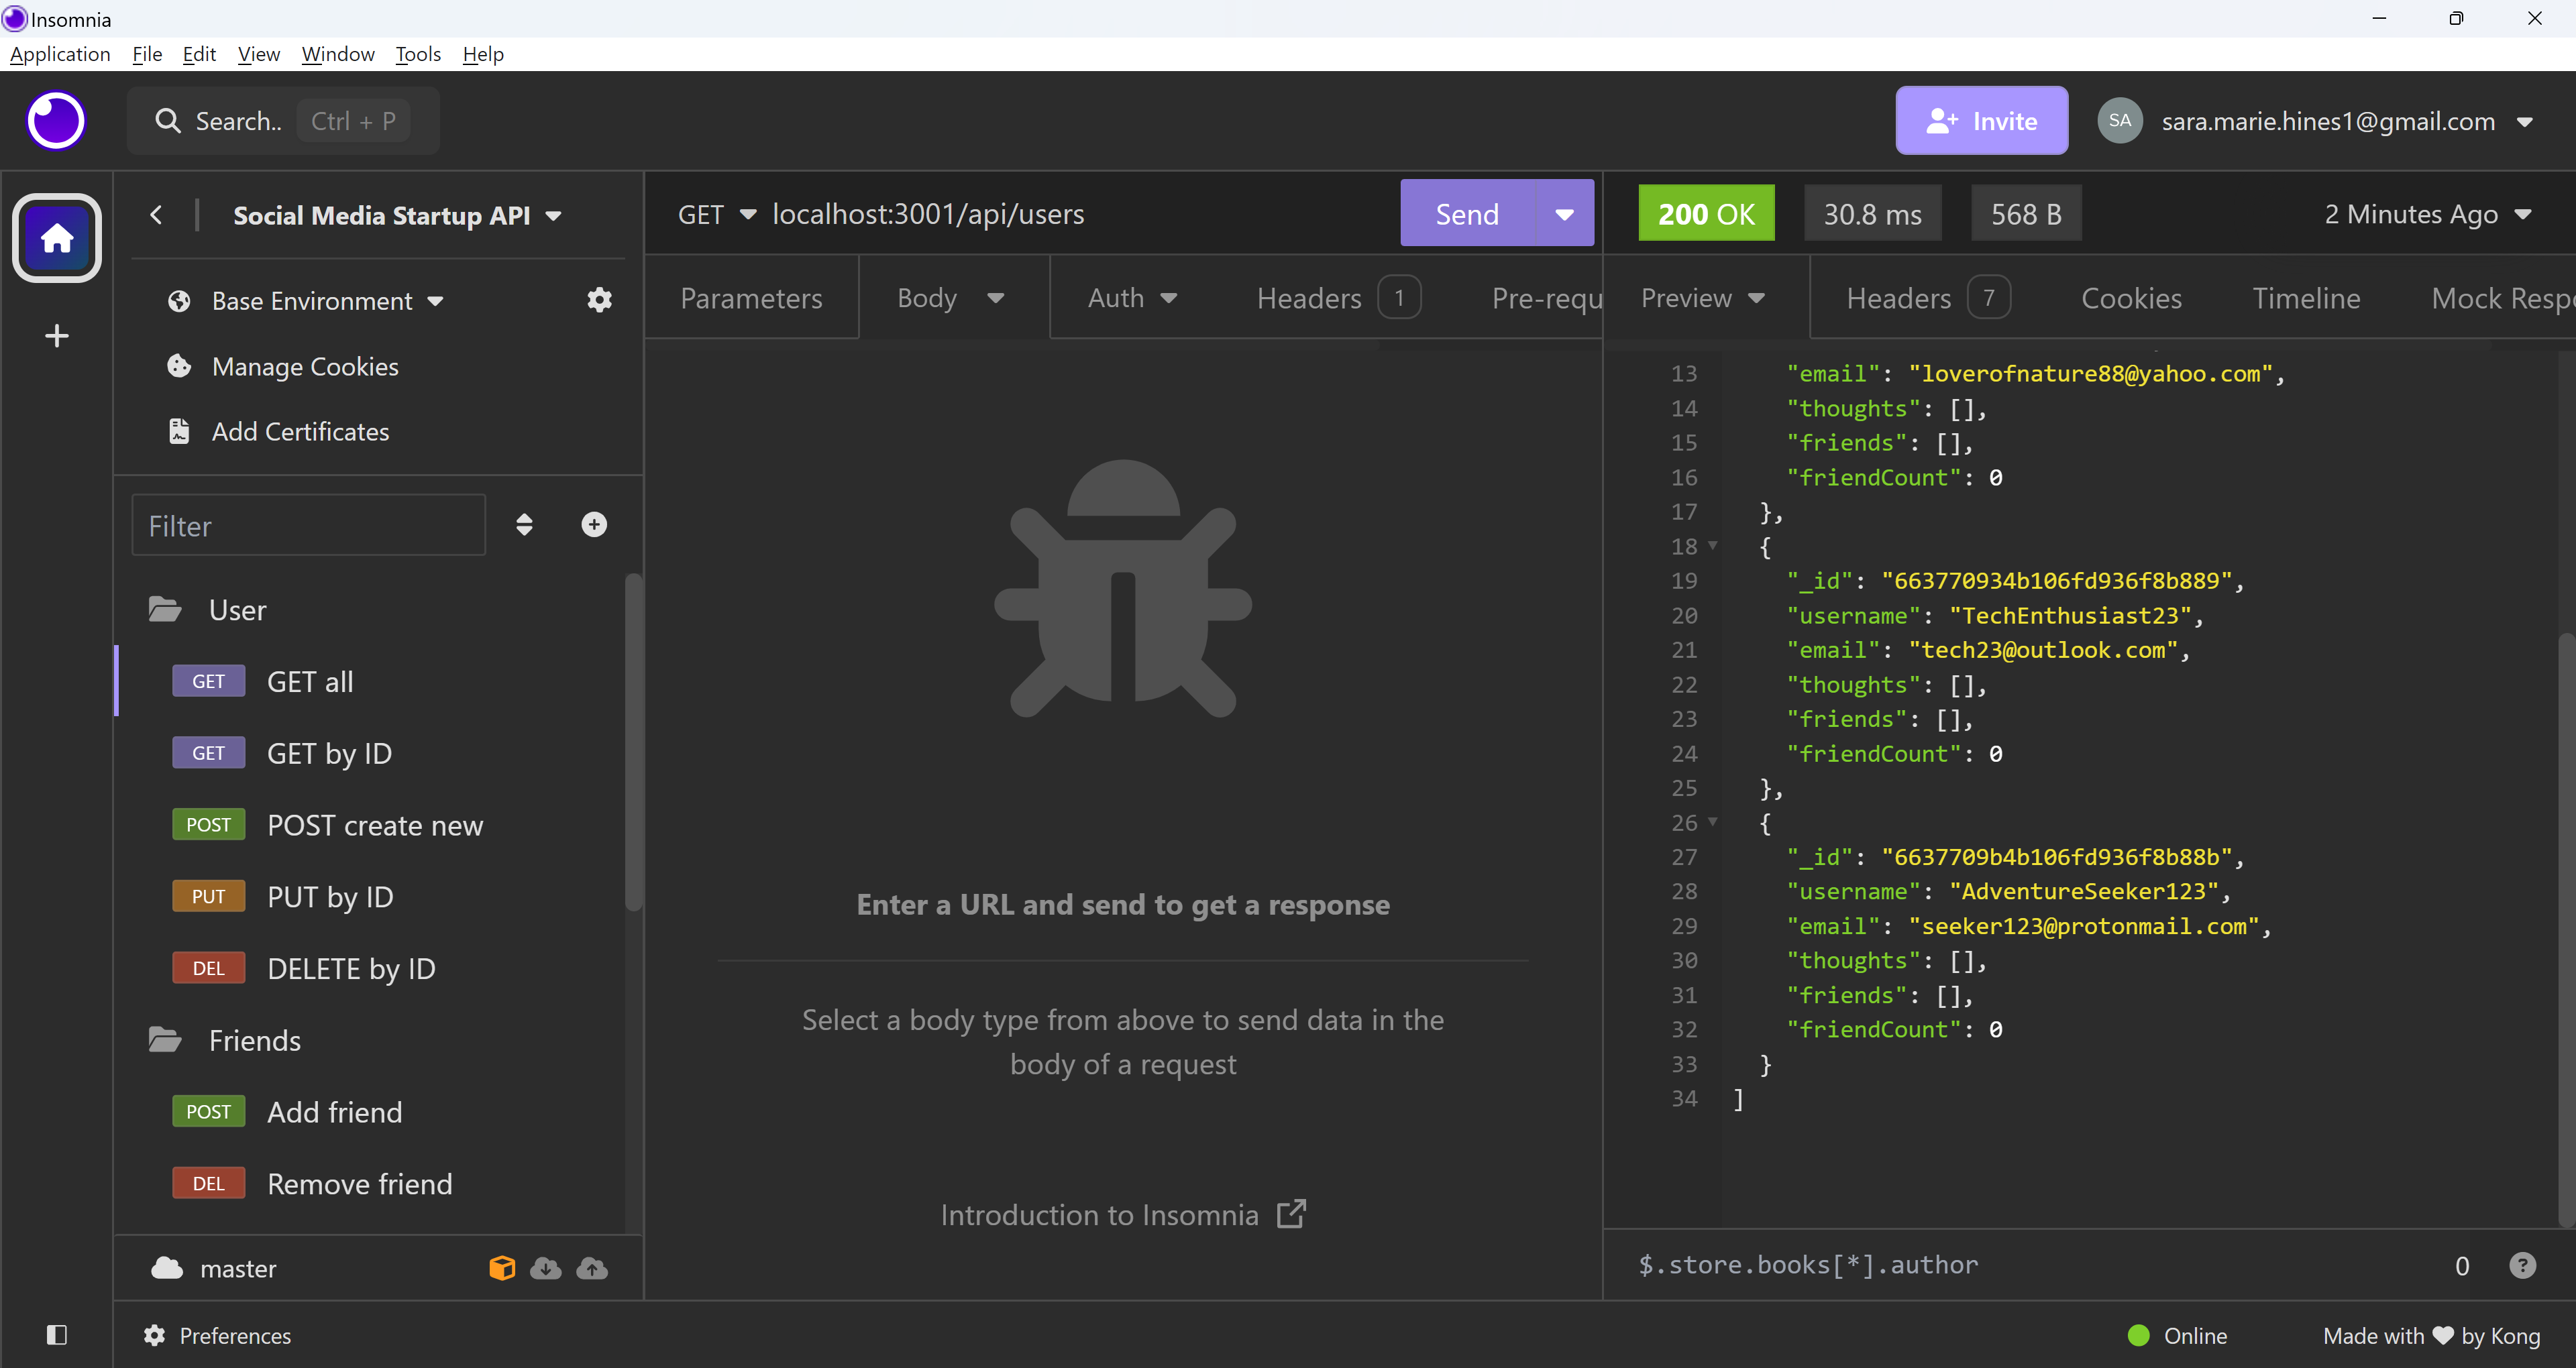 Insomnia
Application File Edit View Window Tools Help
Search.. Ctrl + P
Invite
SA
sara.marie.hines1@gmail.com
Social Media Startup API
Base Environment
Manage Cookies
Add Certificates
Filter
User
GET GET all
GET GET by ID
POST POST create new
PUT PUT by ID
DEL DELETE by ID
Friends
POST Add friend
DEL Remove friend
master
GET localhost:3001/api/users Send
Parameters Body Auth Headers 1 Pre-requ
Enter a URL and send to get a response
Select a body type from above to send data in the
body of a request
Introduction to Insomnia
200 OK 30.8 ms 568 B 2 Minutes Ago
Preview Headers 7 Cookies Timeline Mock Resp
13 "email": "loverofnature88@yahoo.com",
14 "thoughts": [],
15 "friends": [],
16 "friendCount": 0
17 },
18 {
19 "_id": "663770934b106fd936f8b889",
20 "username": "TechEnthusiast23",
21 "email": "tech23@outlook.com",
22 "thoughts": [],
23 "friends": [],
24 "friendCount": 0
25 },
26 {
27 "_id": "6637709b4b106fd936f8b88b",
28 "username": "AdventureSeeker123",
29 "email": "seeker123@protonmail.com",
30 "thoughts": [],
31 "friends": [],
32 "friendCount": 0
33 }
34 ]
$.store.books[*].author 0 ?
Preferences
Online
Made with ♥ by Kong